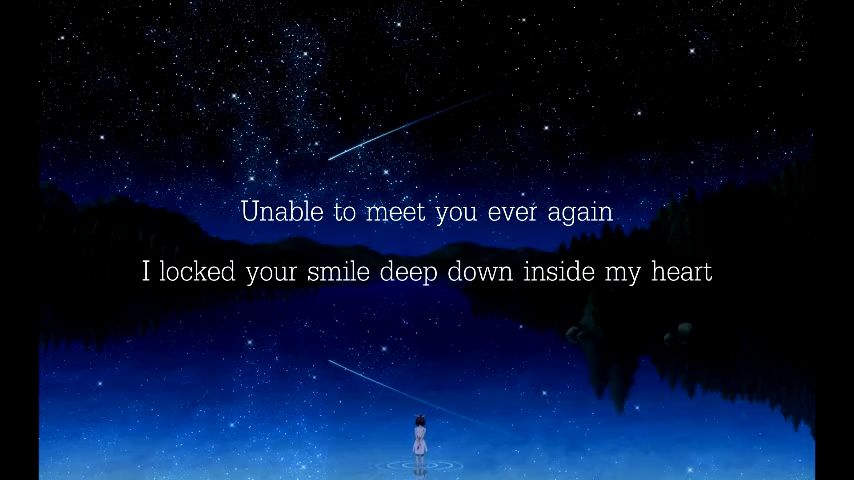 Unable to meet you ever again
I locked your smile deep down inside my heart